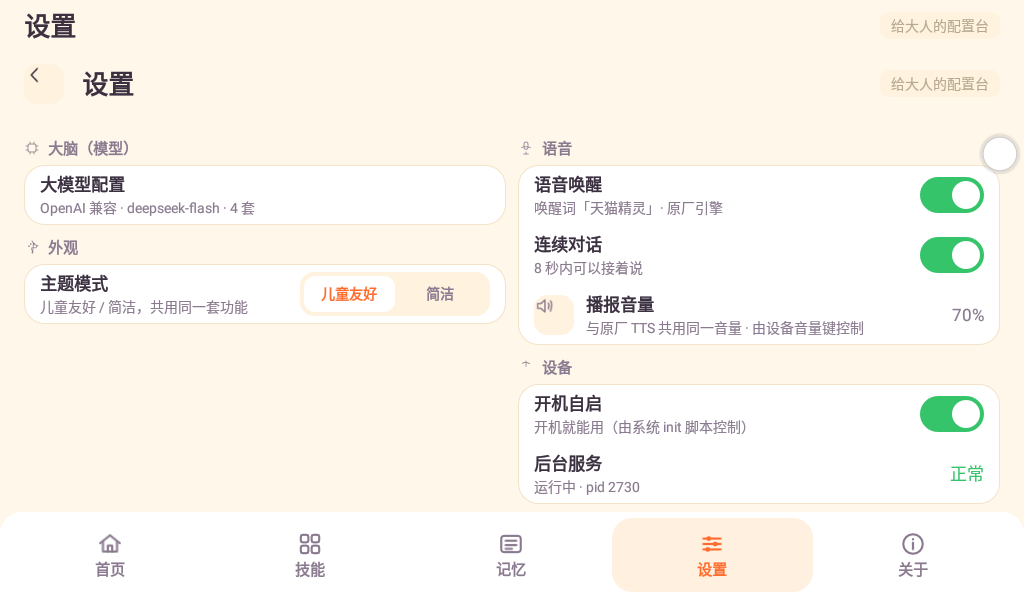 设置
给大人的配置台
设置
给大人的配置台
大脑（模型）
大模型配置
OpenAI 兼容 · deepseek-flash · 4 套
外观
主题模式
儿童友好 / 简洁，共用同一套功能
儿童友好
简洁
语音
语音唤醒
唤醒词「天猫精灵」· 原厂引擎
连续对话
8 秒内可以接着说
播报音量
与原厂 TTS 共用同一音量 · 由设备音量键控制
70%
设备
开机自启
开机就能用（由系统 init 脚本控制）
后台服务
运行中 · pid 2730
正常
首页
技能
记忆
设置
关于